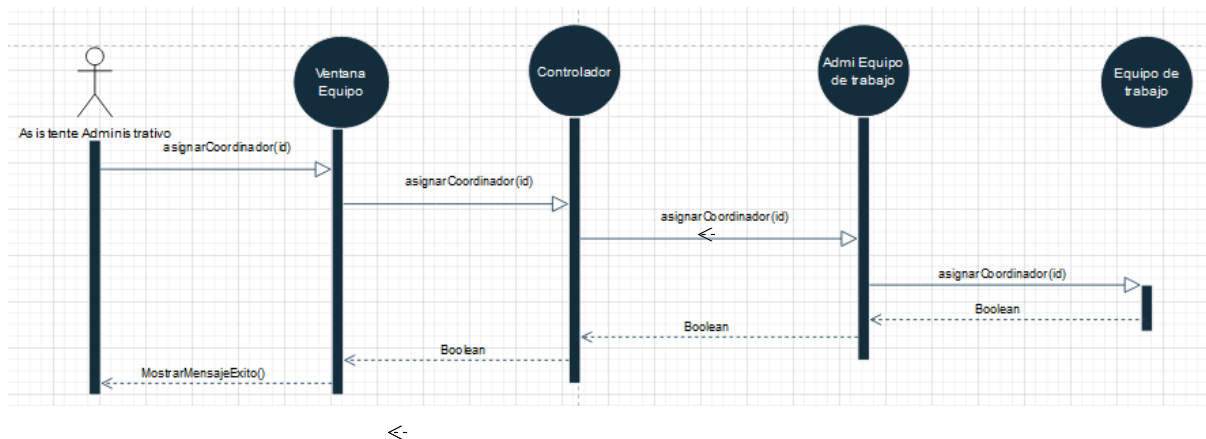 Ventana
Equipo
Controlador
Admi Equipo
de trabajo
Equipo de
trabajo
Asistente Administrativo
asignarCoordinador(id)
asignarCoordinador(id)
asignarCoordinador(id)
asignarCoordinador(id)
Boolean
Boolean
Boolean
MostrarMensajeExito()